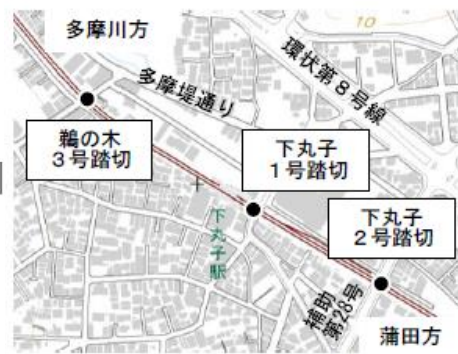 多摩川方
10
環状第8号線
多摩堤通り
鵜の木
3号踏切
下丸子
1号踏切
下丸子
2号踏切
下丸子駅
補助
第28号
蒲田方